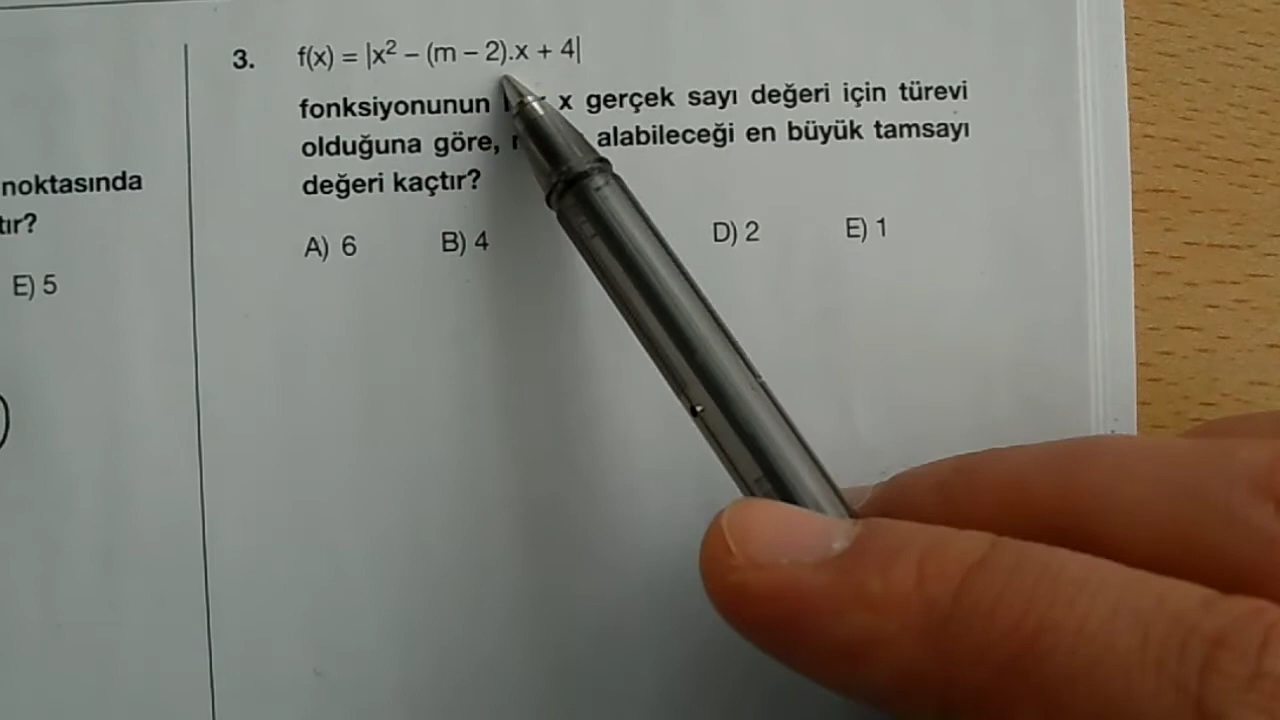 noktasında
tır?
E) 5
3. f(x) = |x² – (m – 2).x + 4|
fonksiyonunun x gerçek sayı değeri için türevi
olduğuna göre, alabileceği en büyük tamsayı
değeri kaçtır?
A) 6 B) 4 D) 2 E) 1